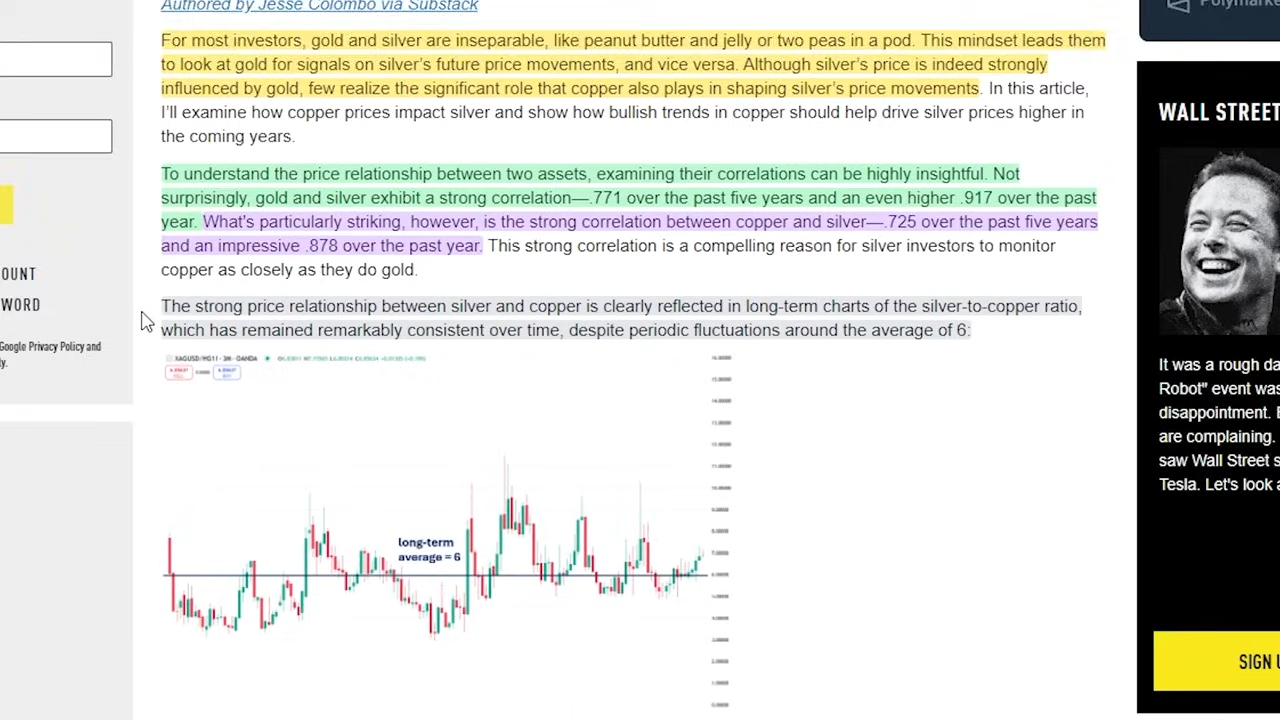 Authored by Jesse Colombo via Substack
For most investors, gold and silver are inseparable, like peanut butter and jelly or two peas in a pod. This mindset leads them
to look at gold for signals on silver's future price movements, and vice versa. Although silver's price is indeed strongly
influenced by gold, few realize the significant role that copper also plays in shaping silver's price movements. In this article,
I'll examine how copper prices impact silver and show how bullish trends in copper should help drive silver prices higher in
the coming years.
To understand the price relationship between two assets, examining their correlations can be highly insightful. Not
surprisingly, gold and silver exhibit a strong correlation—.771 over the past five years and an even higher .917 over the past
year. What's particularly striking, however, is the strong correlation between copper and silver—.725 over the past five years
and an impressive .878 over the past year. This strong correlation is a compelling reason for silver investors to monitor
copper as closely as they do gold.
The strong price relationship between silver and copper is clearly reflected in long-term charts of the silver-to-copper ratio,
which has remained remarkably consistent over time, despite periodic fluctuations around the average of 6:
long-term
average = 6
OUNT
WORD
Google Privacy Policy and
ly.
Polymarke
WALL STREET
It was a rough da
Robot" event was
disappointment. E
are complaining.
saw Wall Street s
Tesla. Let's look a
SIGN U